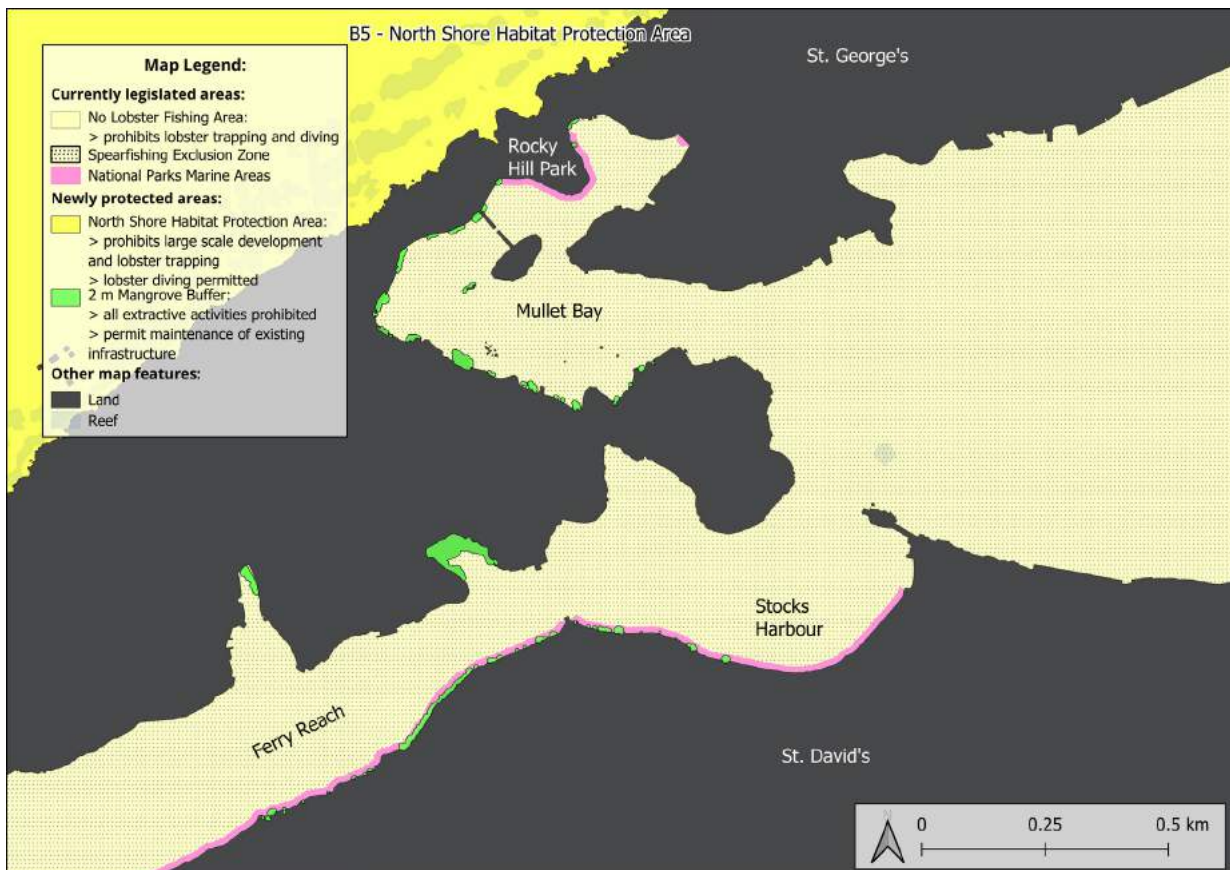 B5 - North Shore Habitat Protection Area
St. George's
Map Legend:
Currently legislated areas:
No Lobster Fishing Area:
> prohibits lobster trapping and diving
Spearfishing Exclusion Zone
National Parks Marine Areas
Newly protected areas:
North Shore Habitat Protection Area:
> prohibits large scale development
and lobster trapping
> lobster diving permitted
2 m Mangrove Buffer:
> all extractive activities prohibited
> permit maintenance of existing
infrastructure
Other map features:
Land
Reef
Rocky
Hill Park
Mullet Bay
Stocks
Harbour
Ferry Reach
St. David's
N
0 0.25 0.5 km